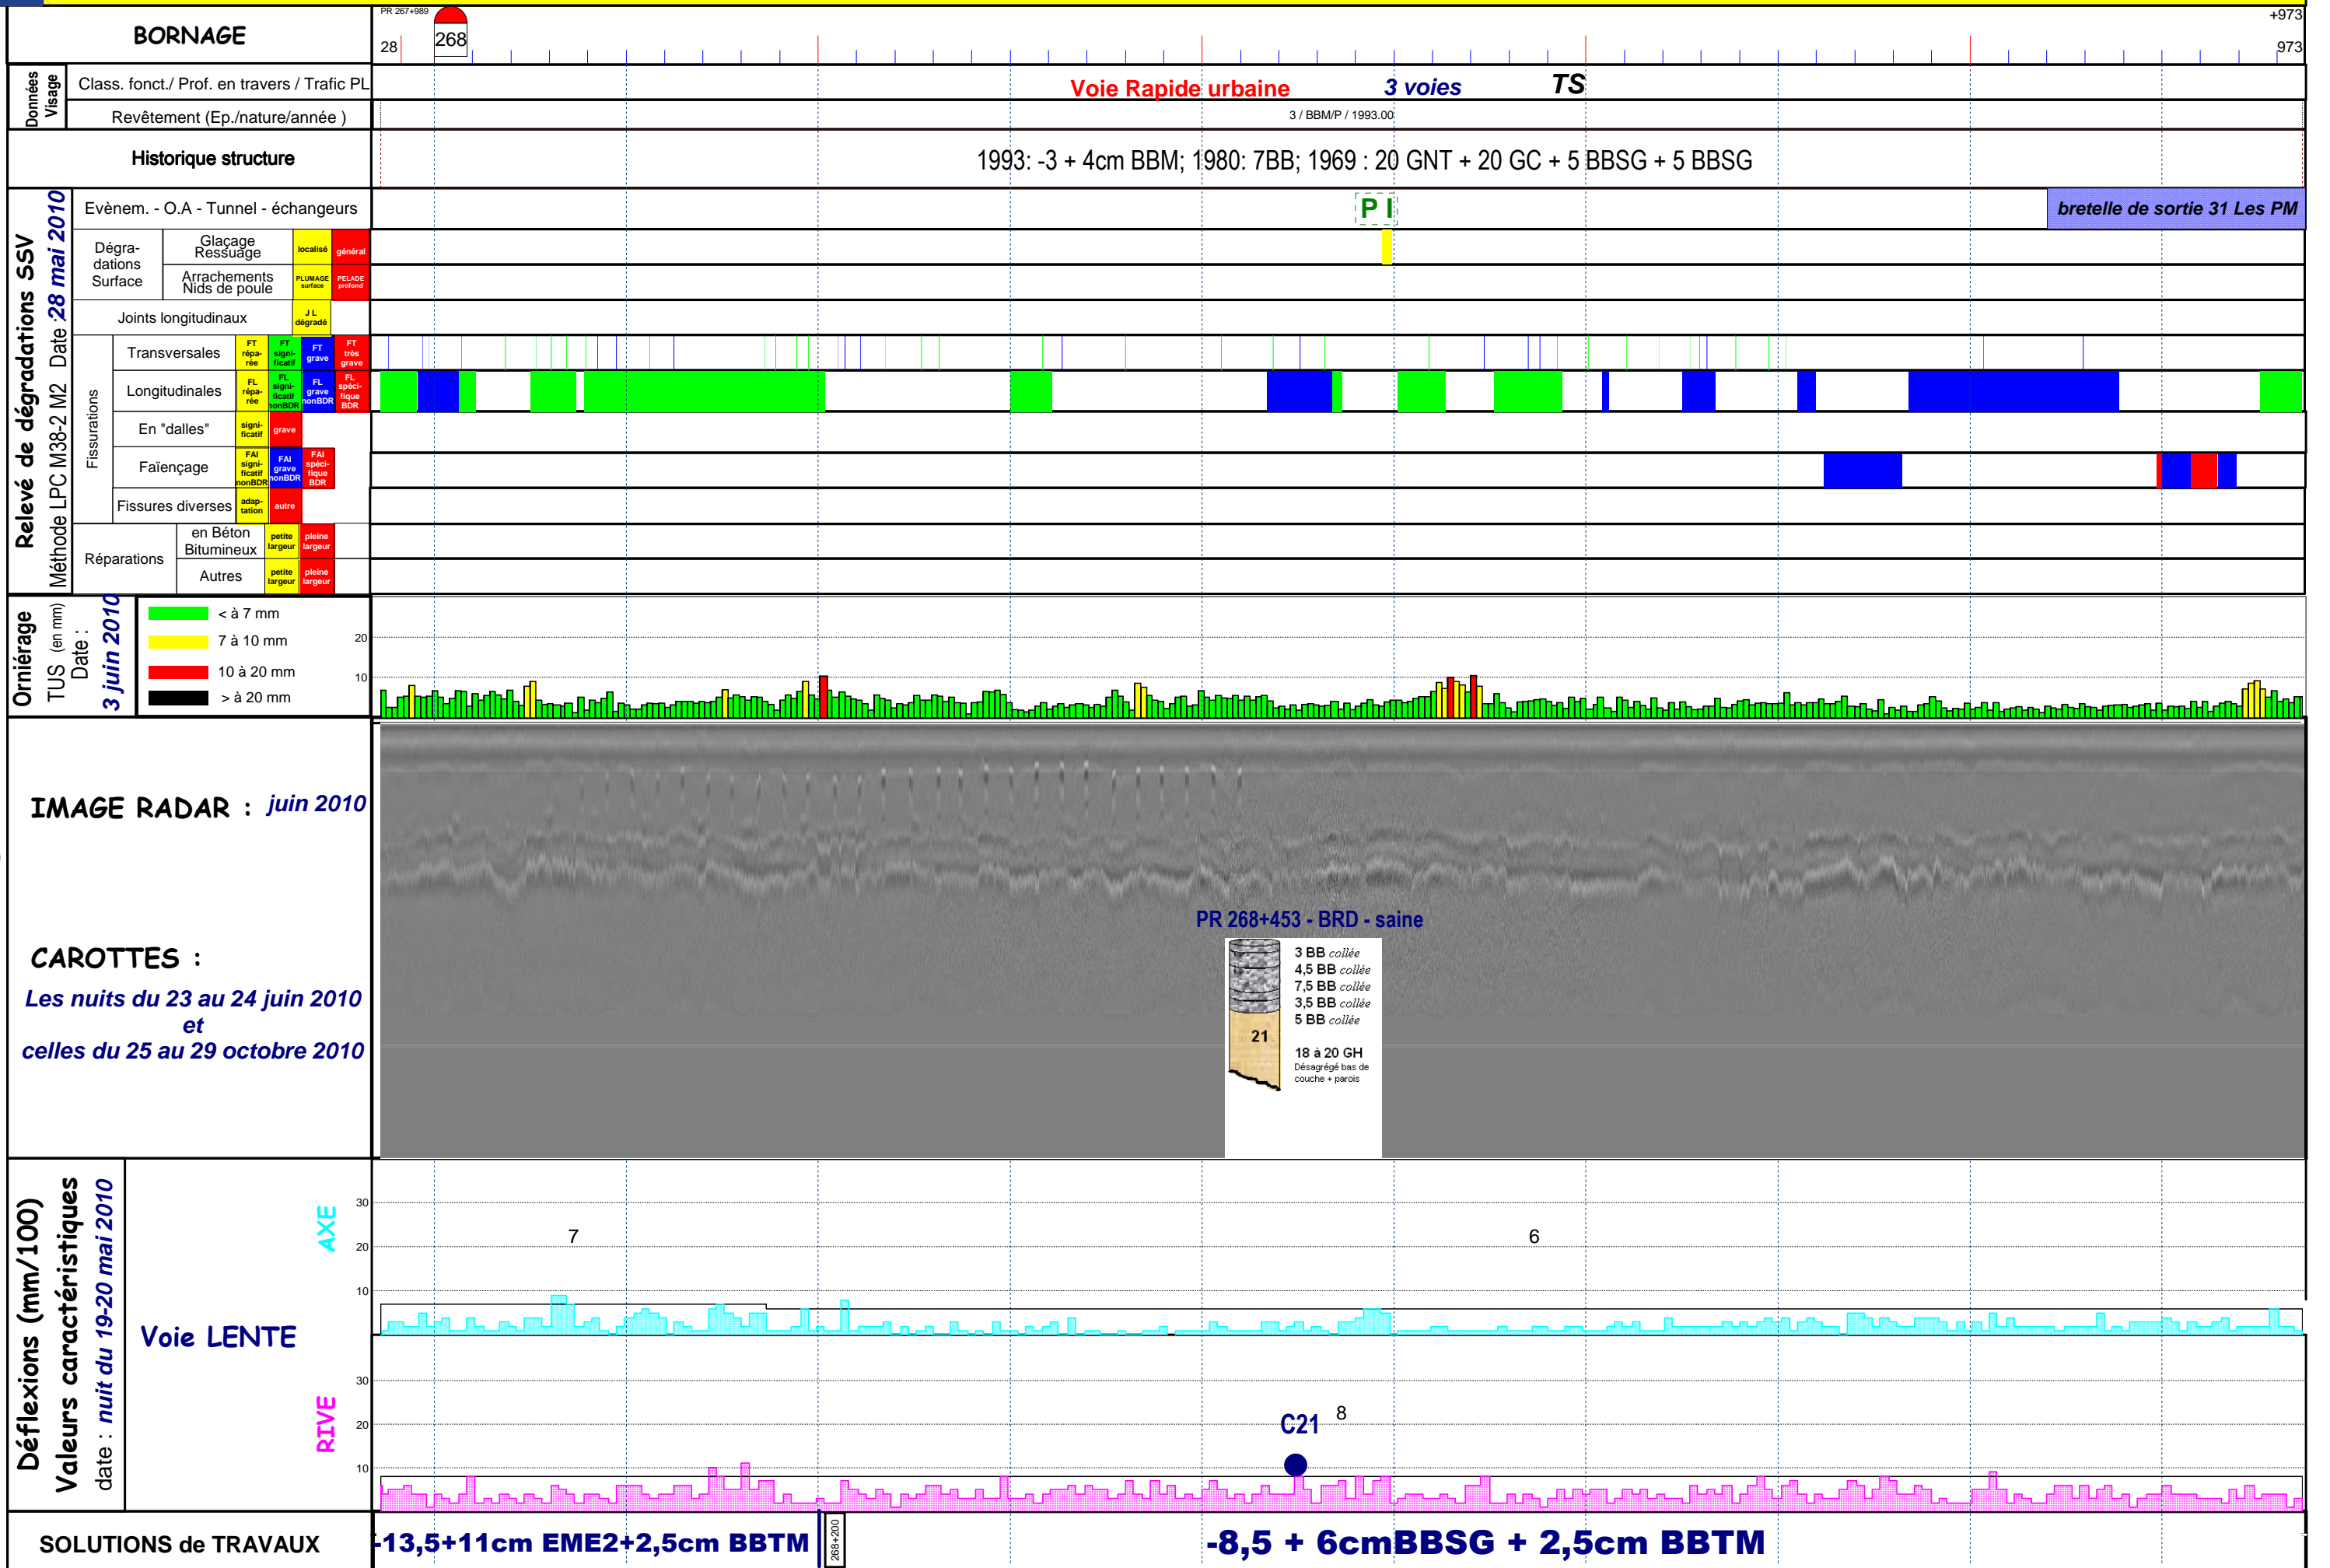 PR 267+989
+973
BORNAGE
28
268
973
Données Visage
Class. fonct./ Prof. en travers / Trafic PL
Voie Rapide urbaine
3 voies
TS
Revêtement (Ep./nature/année )
3 / BBM/P / 1993.00
Historique structure
1993: -3 + 4cm BBM; 1980: 7BB; 1969 : 20 GNT + 20 GC + 5 BBSG + 5 BBSG
Relevé de dégradations SSV
Méthode LPC M38-2 M2 Date : 28 mai 2010
Evènem. - O.A - Tunnel - échangeurs
P I
bretelle de sortie 31 Les PM
Dégra-
dations
Surface
Glaçage
Ressuage
localisé
général
Arrachements
Nids de poule
PLUMAGE
surface
PELADE
profond
Joints longitudinaux
J L
dégradé
Fissurations
Transversales
FT
répa-
rée
FT
signi-
ficatif
FT
grave
FT
très
grave
Longitudinales
FL
répa-
rée
FL
signi-
ficatif
nonBDR
FL
grave
nonBDR
FL
spéci-
fique
BDR
En "dalles"
signi-
ficatif
grave
Faïençage
FAI
signi-
ficatif
nonBDR
FAI
grave
nonBDR
FAI
spéci-
fique
BDR
Fissures diverses
adap-
tation
autre
Réparations
en Béton
Bitumineux
petite
largeur
pleine
largeur
Autres
petite
largeur
pleine
largeur
Orniérage
TUS (en mm)
Date :
3 juin 2010
< à 7 mm
7 à 10 mm
10 à 20 mm
> à 20 mm
20
10
IMAGE RADAR : juin 2010
CAROTTES :
Les nuits du 23 au 24 juin 2010
et
celles du 25 au 29 octobre 2010
PR 268+453 - BRD - saine
3 BB collée
4,5 BB collée
7,5 BB collée
3,5 BB collée
5 BB collée
21
18 à 20 GH
Désagrégé bas de
couche + parois
Déflexions (mm/100)
Valeurs caractéristiques
date : nuit du 19-20 mai 2010
Voie LENTE
AXE
30
20
10
7
6
RIVE
30
20
10
C21
8
SOLUTIONS de TRAVAUX
-13,5+11cm EME2+2,5cm BBTM
268+200
-8,5 + 6cmBBSG + 2,5cm BBTM